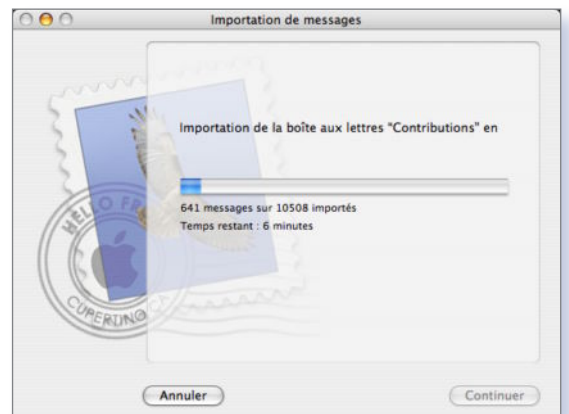 Importation de messages
Importation de la boîte aux lettres "Contributions" en
641 messages sur 10508 importés
Temps restant : 6 minutes
HELLO FR
CUPERTINO CA
Annuler
Continuer